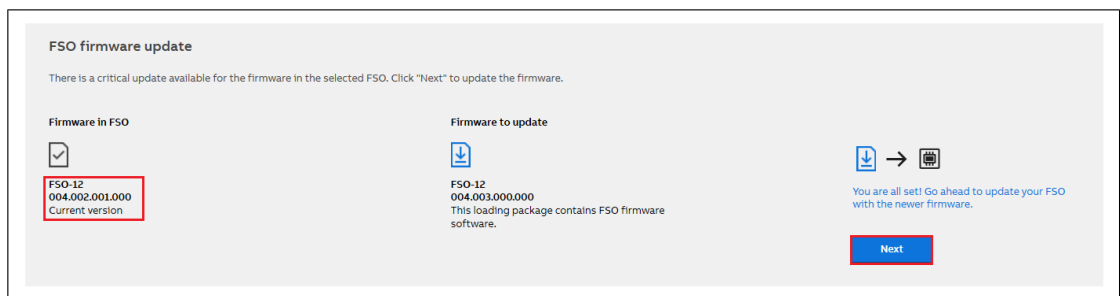 FSO firmware update
There is a critical update available for the firmware in the selected FSO. Click "Next" to update the firmware.
Firmware in FSO
FSO-12
004.002.001.000
Current version
Firmware to update
FSO-12
004.003.000.000
This loading package contains FSO firmware
software.
You are all set! Go ahead to update your FSO
with the newer firmware.
Next